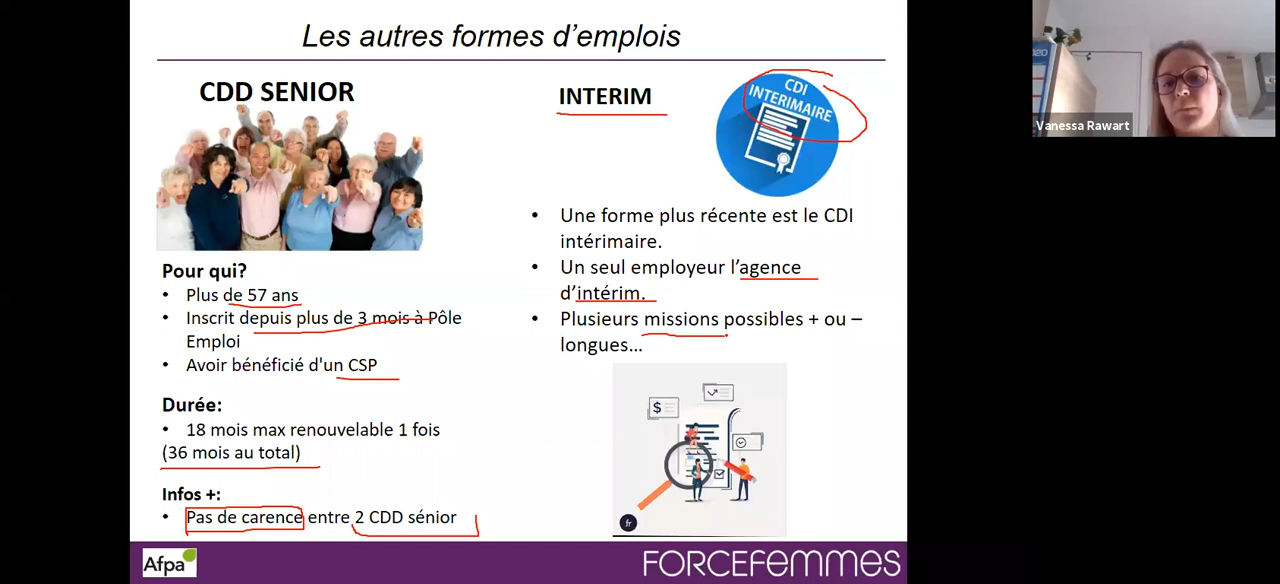 Les autres formes d'emplois
CDD SENIOR
INTERIM
CDI
INTERIMAIRE
• Une forme plus récente est le CDI
intérimaire.
• Un seul employeur l'agence
d'intérim.
• Plusieurs missions possibles + ou –
longues…
Pour qui?
• Plus de 57 ans
• Inscrit depuis plus de 3 mois à Pôle
Emploi
• Avoir bénéficié d'un CSP
Durée:
• 18 mois max renouvelable 1 fois
(36 mois au total)
Infos +:
• Pas de carence entre 2 CDD sénior
$
fr
Afpa
FORCEFEMMES
Vanessa Rawart